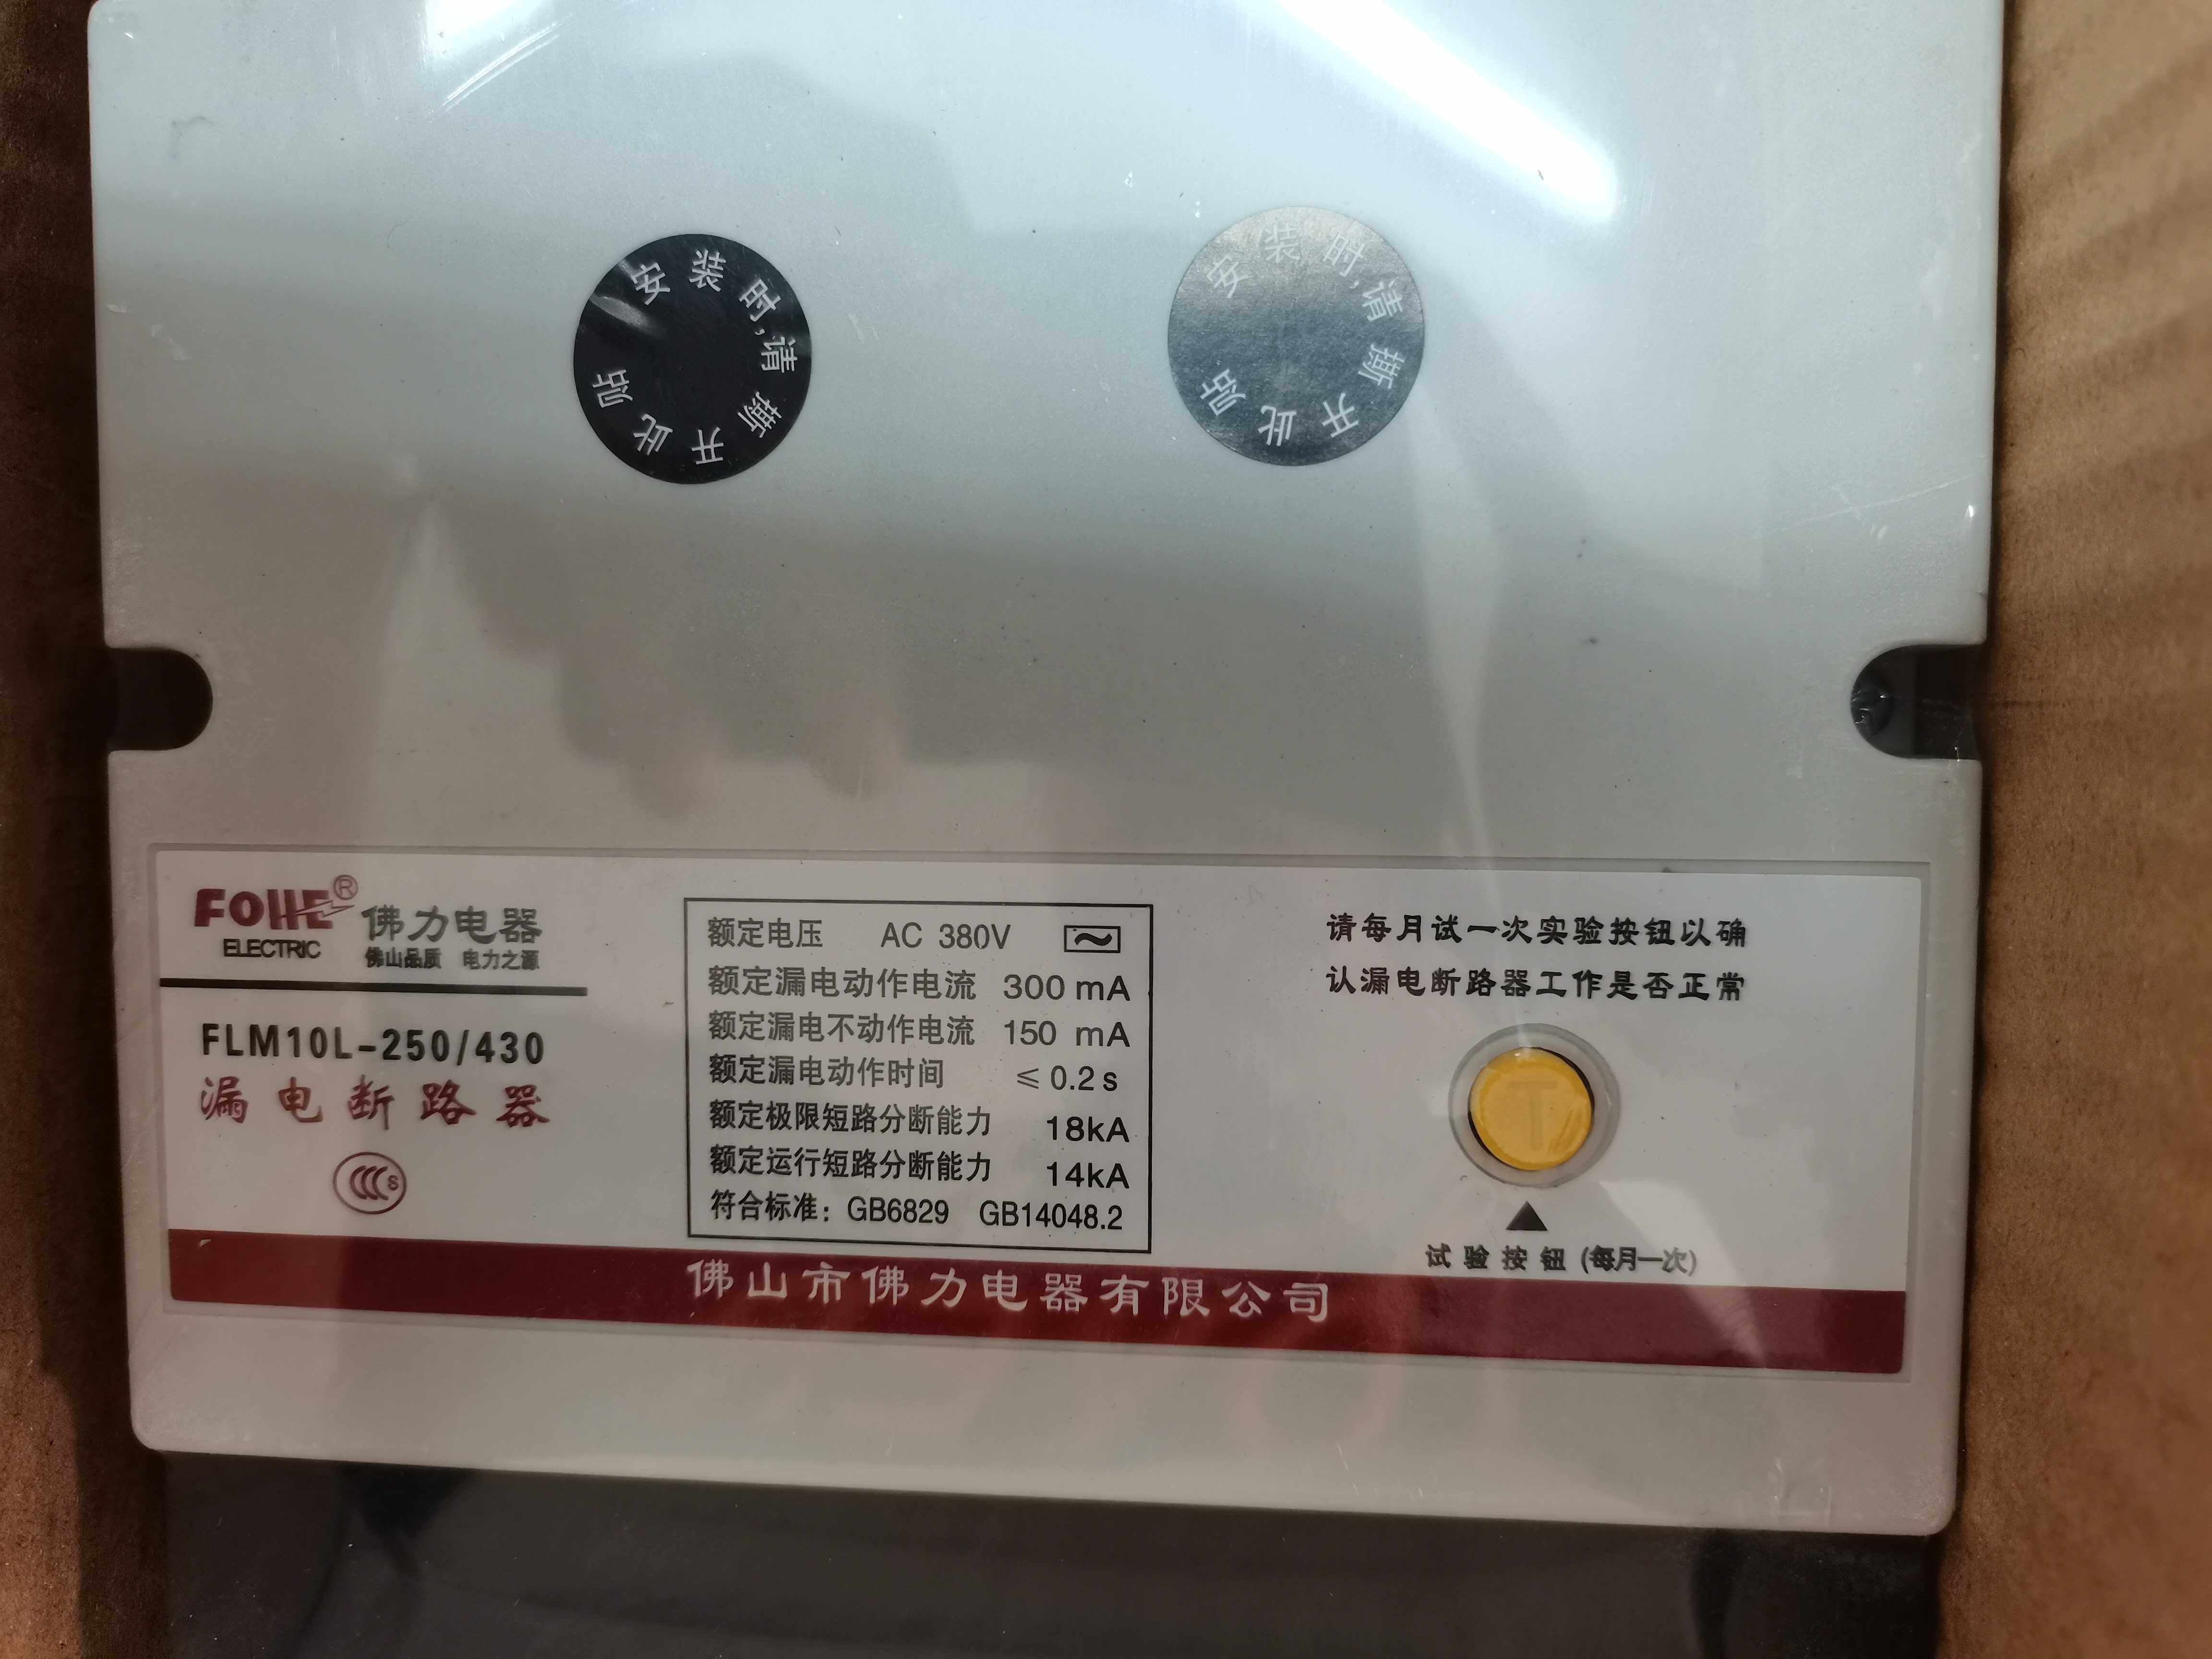 安装时,请撕开此贴
安装时,请撕开此贴
FOHE®
ELECTRIC
佛力电器
佛山品质 电力之源
FLM10L-250/430
漏电断路器
CCC S
额定电压 AC 380V
额定漏电动作电流 300 mA
额定漏电不动作电流 150 mA
额定漏电动作时间 ≤ 0.2 s
额定极限短路分断能力 18kA
额定运行短路分断能力 14kA
符合标准: GB6829 GB14048.2
请每月试一次实验按钮以确
认漏电断路器工作是否正常
T
试验按钮(每月一次)
佛山市佛力电器有限公司